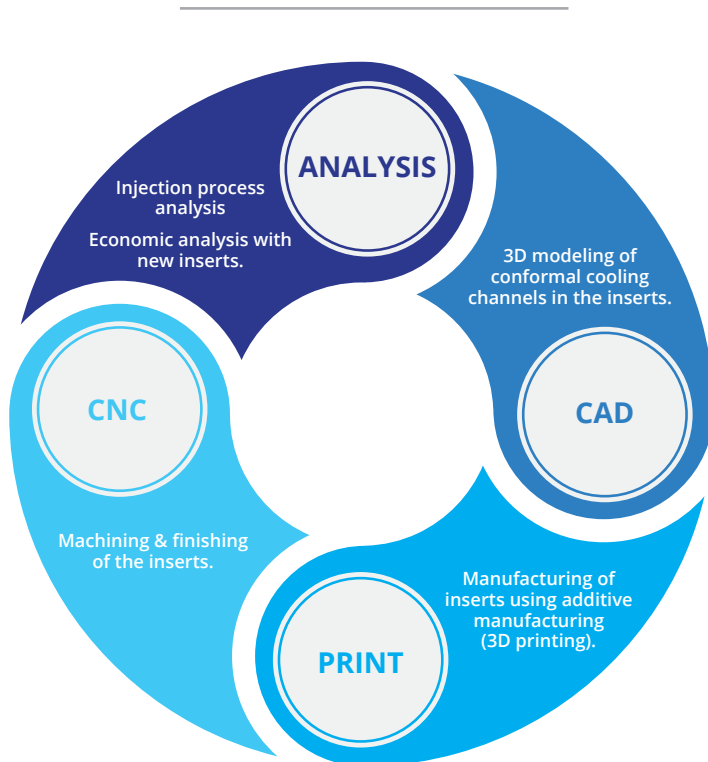 ANALYSIS
Injection process
analysis
Economic analysis with
new inserts.
3D modeling of
conformal cooling
channels in the inserts.
CAD
Manufacturing of
inserts using additive
manufacturing
(3D printing).
PRINT
Machining & finishing
of the inserts.
CNC